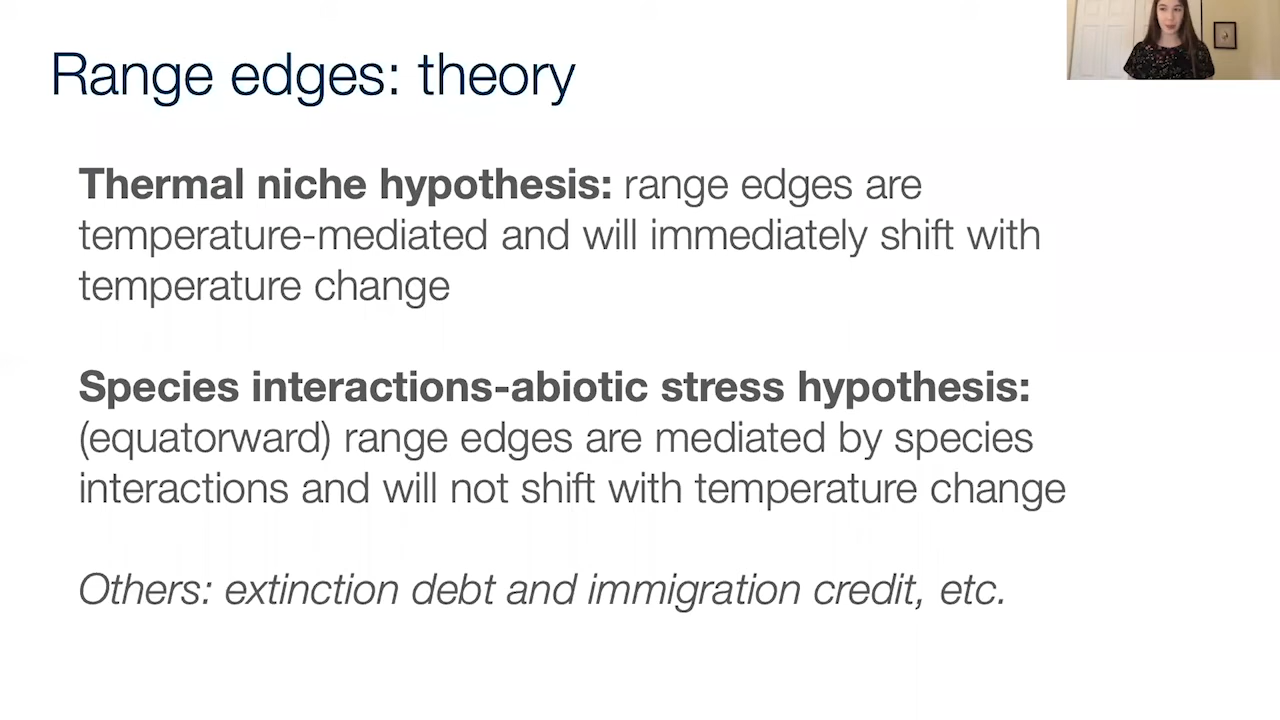 Range edges: theory
Thermal niche hypothesis: range edges are
temperature-mediated and will immediately shift with
temperature change
Species interactions-abiotic stress hypothesis:
(equatorward) range edges are mediated by species
interactions and will not shift with temperature change
Others: extinction debt and immigration credit, etc.